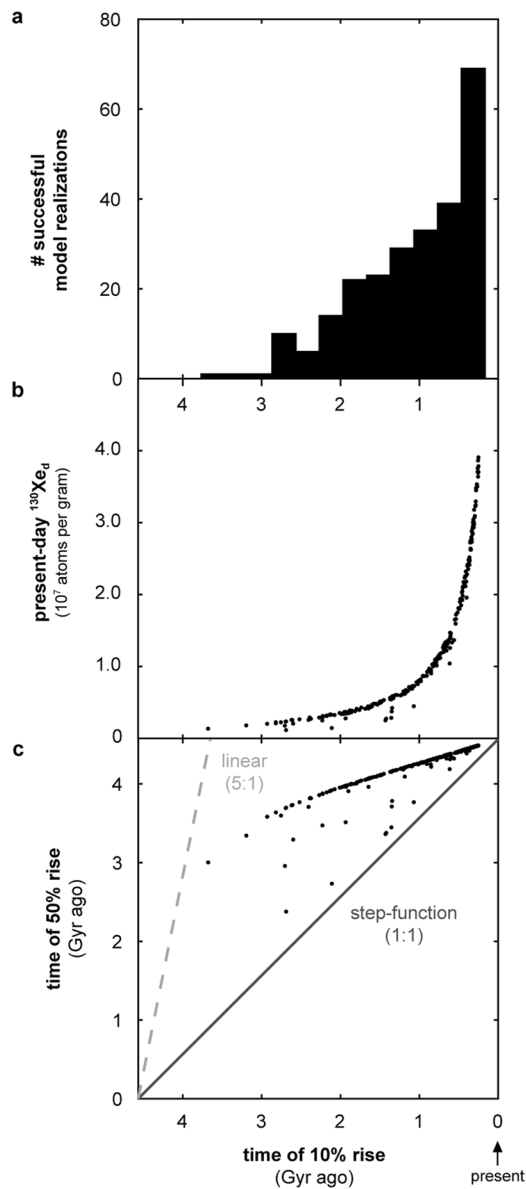 a
80
60
40
20
0
# successful
model realizations
4 3 2 1
b
4.0
3.0
2.0
1.0
0
present-day ¹³⁰Xe_d
(10⁷ atoms per gram)
c
linear
(5:1)
4
3
2
1
0
time of 50% rise
(Gyr ago)
step-function
(1:1)
4 3 2 1 0
time of 10% rise
(Gyr ago)
present